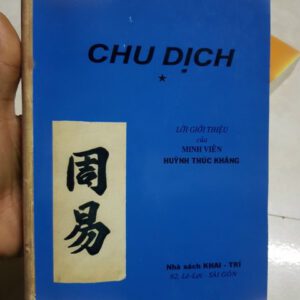 CHU DỊCH
LỜI GIỚI THIỆU
của
MINH VIÊN
HUỲNH THÚC KHÁNG
周易
Nhà sách KHAI - TRÍ
62, Lê-Lợi - SÀI GÒN